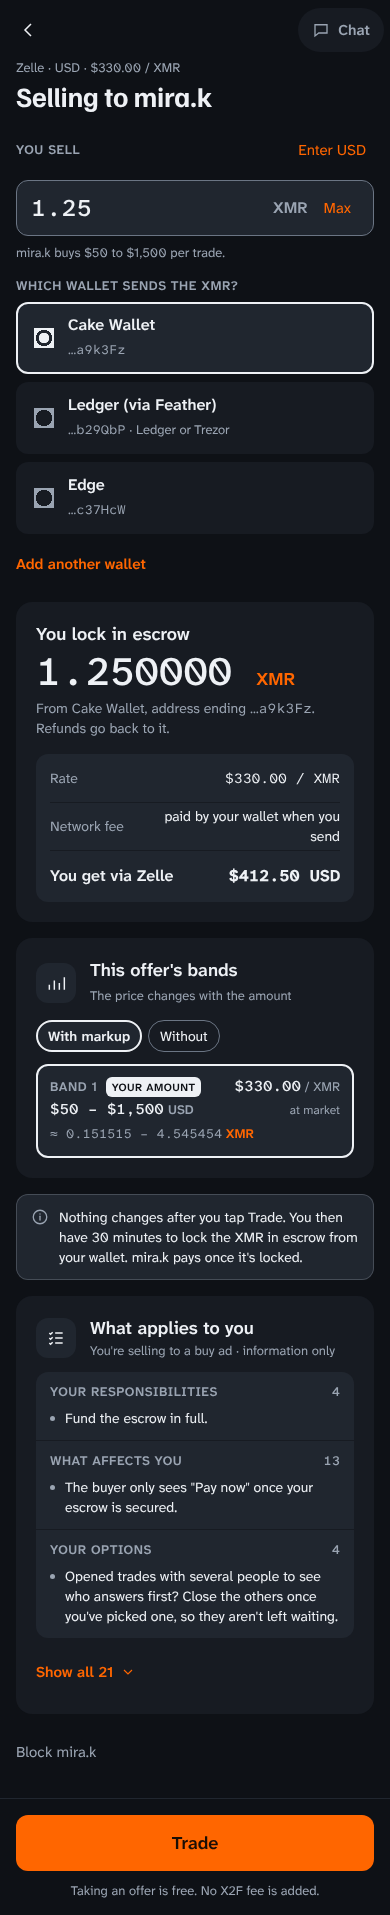 Chat
Zelle · USD · $330.00 / XMR
Selling to mira.k
YOU SELL
Enter USD
1.25 XMR Max
mira.k buys $50 to $1,500 per trade.
WHICH WALLET SENDS THE XMR?
Cake Wallet
…a9k3Fz
Ledger (via Feather)
…b29QbP · Ledger or Trezor
Edge
…c37HcW
Add another wallet
You lock in escrow
1.250000 XMR
From Cake Wallet, address ending …a9k3Fz.
Refunds go back to it.
Rate $330.00 / XMR
Network fee paid by your wallet when you
send
You get via Zelle $412.50 USD
This offer's bands
The price changes with the amount
With markup Without
BAND 1 YOUR AMOUNT $330.00 / XMR
$50 – $1,500 USD at market
≈ 0.151515 – 4.545454 XMR
Nothing changes after you tap Trade. You then
have 30 minutes to lock the XMR in escrow from
your wallet. mira.k pays once it's locked.
What applies to you
You're selling to a buy ad · information only
YOUR RESPONSIBILITIES 4
• Fund the escrow in full.
WHAT AFFECTS YOU 13
• The buyer only sees "Pay now" once your
escrow is secured.
YOUR OPTIONS 4
• Opened trades with several people to see
who answers first? Close the others once
you've picked one, so they aren't left waiting.
Show all 21
Block mira.k
Trade
Taking an offer is free. No X2F fee is added.